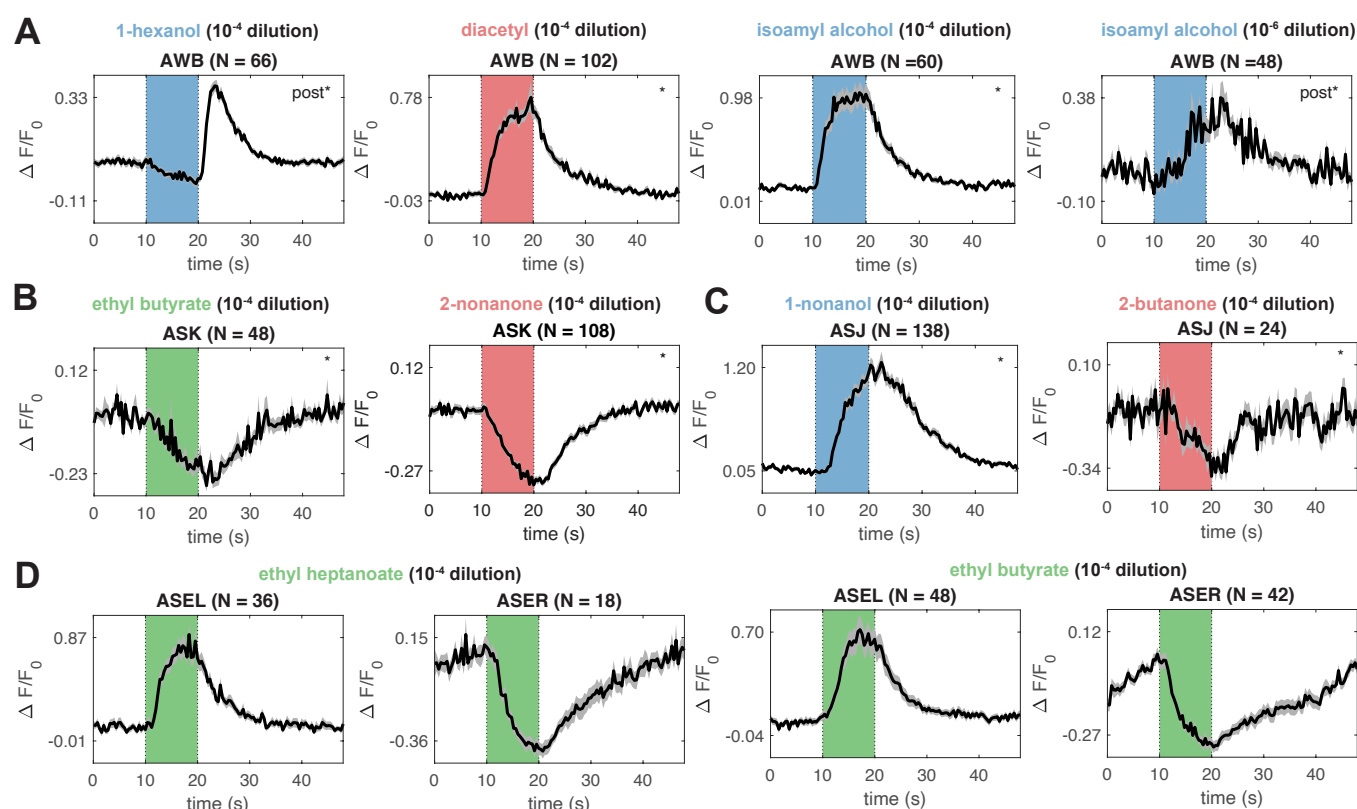 A
1-hexanol (10⁻⁴ dilution)
AWB (N = 66)
post*
0.33
-0.11
Δ F/F₀
0 10 20 30 40
time (s)
diacetyl (10⁻⁴ dilution)
AWB (N = 102)
*
0.78
-0.03
Δ F/F₀
0 10 20 30 40
time (s)
isoamyl alcohol (10⁻⁴ dilution)
AWB (N =60)
*
0.98
0.01
Δ F/F₀
0 10 20 30 40
time (s)
isoamyl alcohol (10⁻⁶ dilution)
AWB (N =48)
post*
0.38
-0.10
Δ F/F₀
0 10 20 30 40
time (s)
B
ethyl butyrate (10⁻⁴ dilution)
ASK (N = 48)
*
0.12
-0.23
Δ F/F₀
0 10 20 30 40
time (s)
2-nonanone (10⁻⁴ dilution)
ASK (N = 108)
*
0.12
-0.27
Δ F/F₀
0 10 20 30 40
time (s)
C
1-nonanol (10⁻⁴ dilution)
ASJ (N = 138)
*
1.20
0.05
Δ F/F₀
0 10 20 30 40
time (s)
2-butanone (10⁻⁴ dilution)
ASJ (N = 24)
*
0.10
-0.34
Δ F/F₀
0 10 20 30 40
time (s)
D
ethyl heptanoate (10⁻⁴ dilution)
ASEL (N = 36)
0.87
-0.01
Δ F/F₀
0 10 20 30 40
time (s)
ASER (N = 18)
0.15
-0.36
Δ F/F₀
0 10 20 30 40
time (s)
ethyl butyrate (10⁻⁴ dilution)
ASEL (N = 48)
0.70
-0.04
Δ F/F₀
0 10 20 30 40
time (s)
ASER (N = 42)
0.12
-0.27
Δ F/F₀
0 10 20 30 40
time (s)